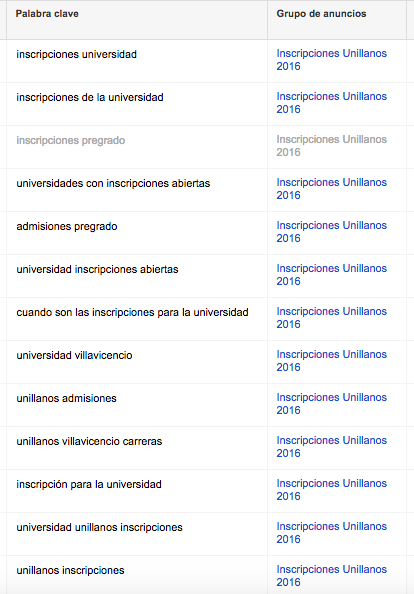 Palabra clave Grupo de anuncios
inscripciones universidad Inscripciones Unillanos
2016
inscripciones de la universidad Inscripciones Unillanos
2016
inscripciones pregrado Inscripciones Unillanos
2016
universidades con inscripciones abiertas Inscripciones Unillanos
2016
admisiones pregrado Inscripciones Unillanos
2016
universidad inscripciones abiertas Inscripciones Unillanos
2016
cuando son las inscripciones para la universidad Inscripciones Unillanos
2016
universidad villavicencio Inscripciones Unillanos
2016
unillanos admisiones Inscripciones Unillanos
2016
unillanos villavicencio carreras Inscripciones Unillanos
2016
inscripción para la universidad Inscripciones Unillanos
2016
universidad unillanos inscripciones Inscripciones Unillanos
2016
unillanos inscripciones Inscripciones Unillanos
2016